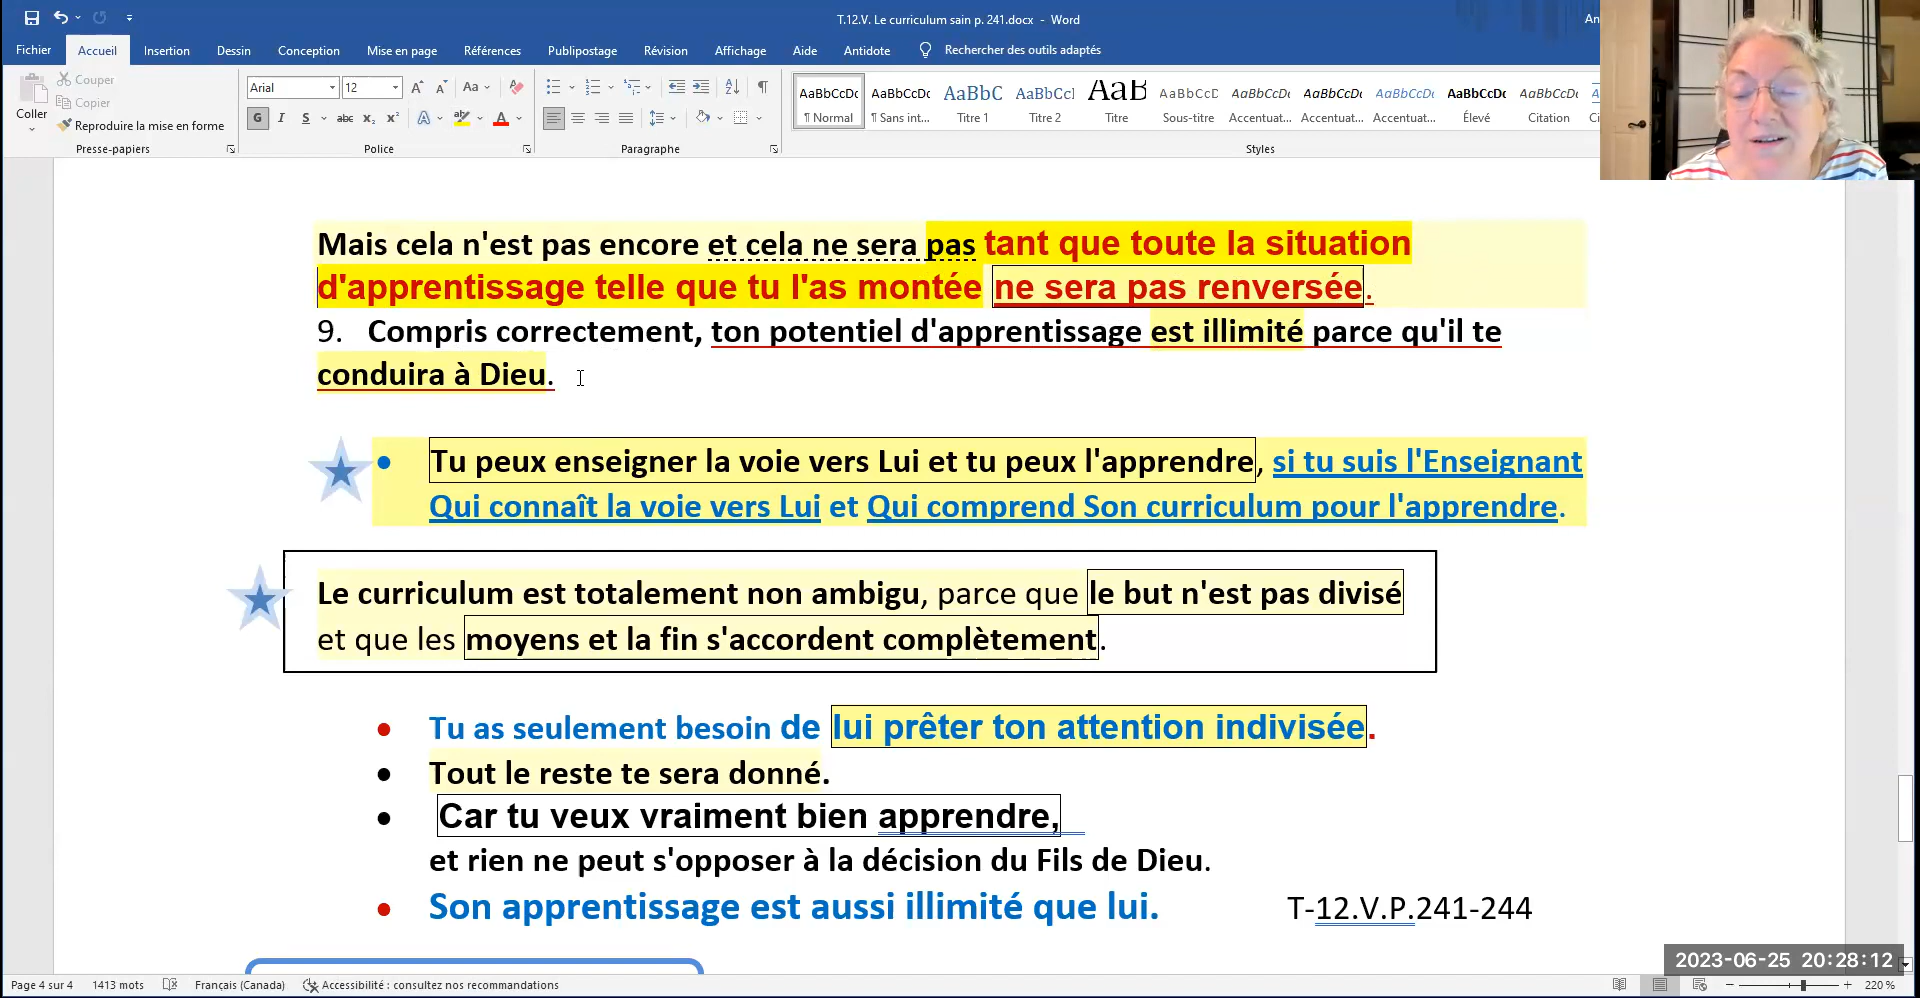 T.12.V. Le curriculum sain p. 241.docx - Word
An
Fichier Accueil Insertion Dessin Conception Mise en page Références Publipostage Révision Affichage Aide Antidote Rechercher des outils adaptés
Couper
Copier
Coller
Reproduire la mise en forme
Presse-papiers
Arial 12
Police
Paragraphe
AaBbCcDc AaBbCcDc AaBbC AaBbCcI AaB AaBbCcD AaBbCcDc AaBbCcDc AaBbCcDc AaBbCcDc AaBbCcDc
¶ Normal ¶ Sans int... Titre 1 Titre 2 Titre Sous-titre Accentuat... Accentuat... Accentuat... Élevé Citation
Styles
Mais cela n'est pas encore et cela ne sera pas tant que toute la situation
d'apprentissage telle que tu l'as montée ne sera pas renversée.
9. Compris correctement, ton potentiel d'apprentissage est illimité parce qu'il te
conduira à Dieu.
• Tu peux enseigner la voie vers Lui et tu peux l'apprendre, si tu suis l'Enseignant
Qui connaît la voie vers Lui et Qui comprend Son curriculum pour l'apprendre.
Le curriculum est totalement non ambigu, parce que le but n'est pas divisé
et que les moyens et la fin s'accordent complètement.
• Tu as seulement besoin de lui prêter ton attention indivisée.
• Tout le reste te sera donné.
• Car tu veux vraiment bien apprendre,
et rien ne peut s'opposer à la décision du Fils de Dieu.
• Son apprentissage est aussi illimité que lui. T-12.V.P.241-244
2023-06-25 20:28:12
Page 4 sur 4 1413 mots Français (Canada) Accessibilité : consultez nos recommandations 220 %